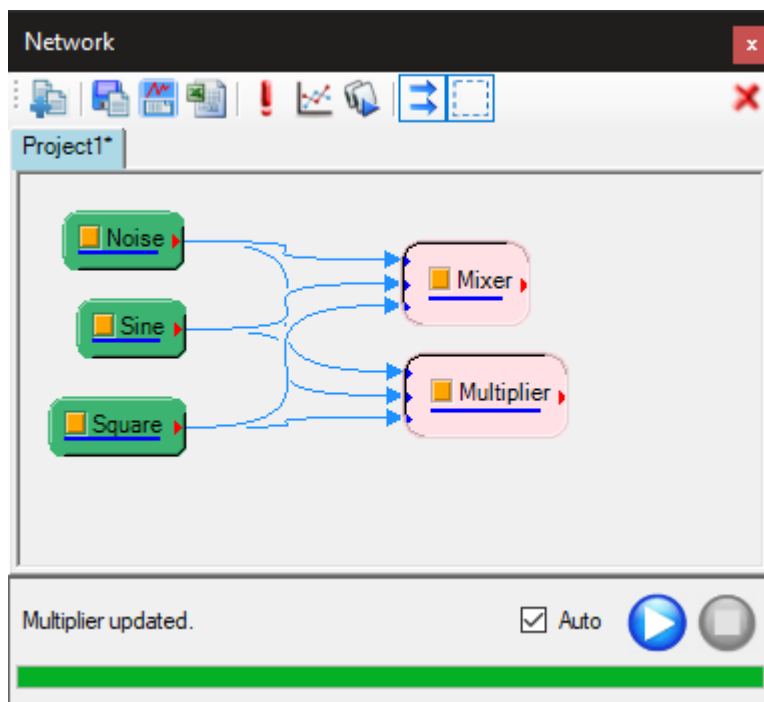 Network
x
Project1*
Noise
Sine
Square
Mixer
Multiplier
Multiplier updated.
Auto